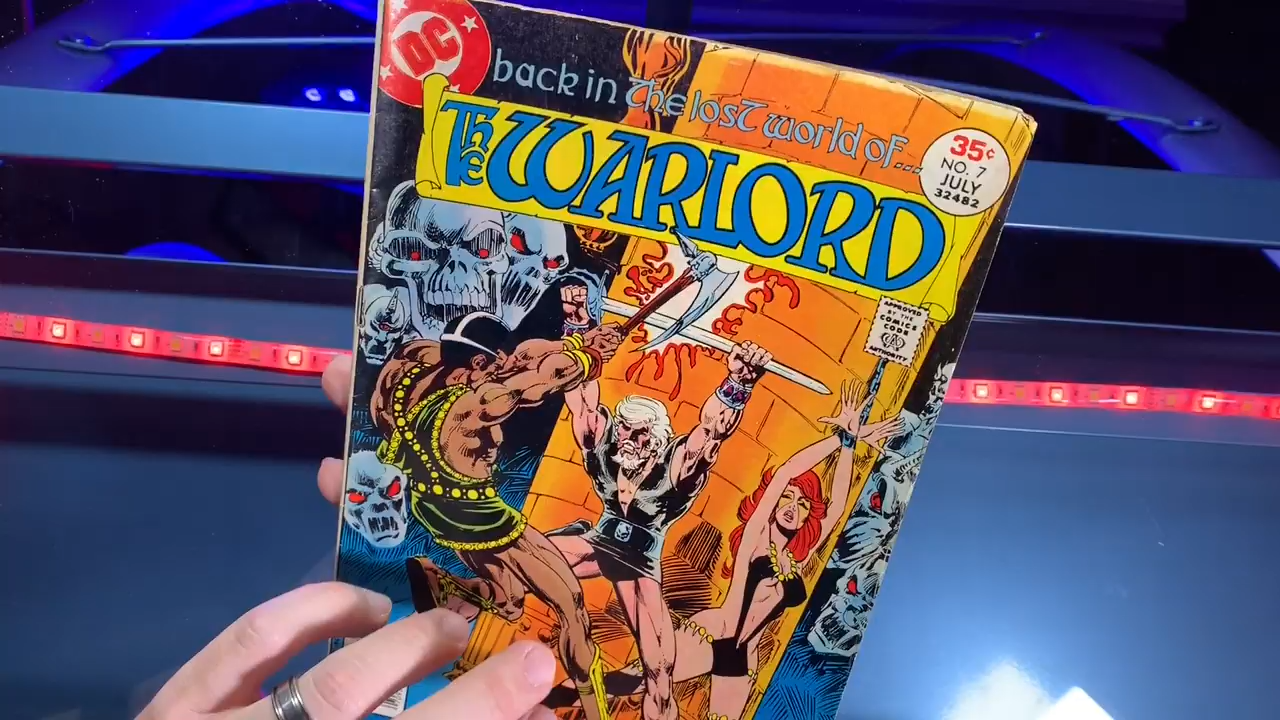 DC
back in the lost world of...
The WARLORD
35¢
NO. 7
JULY
32482
APPROVED
BY THE
COMICS
CODE
CA
AUTHORITY